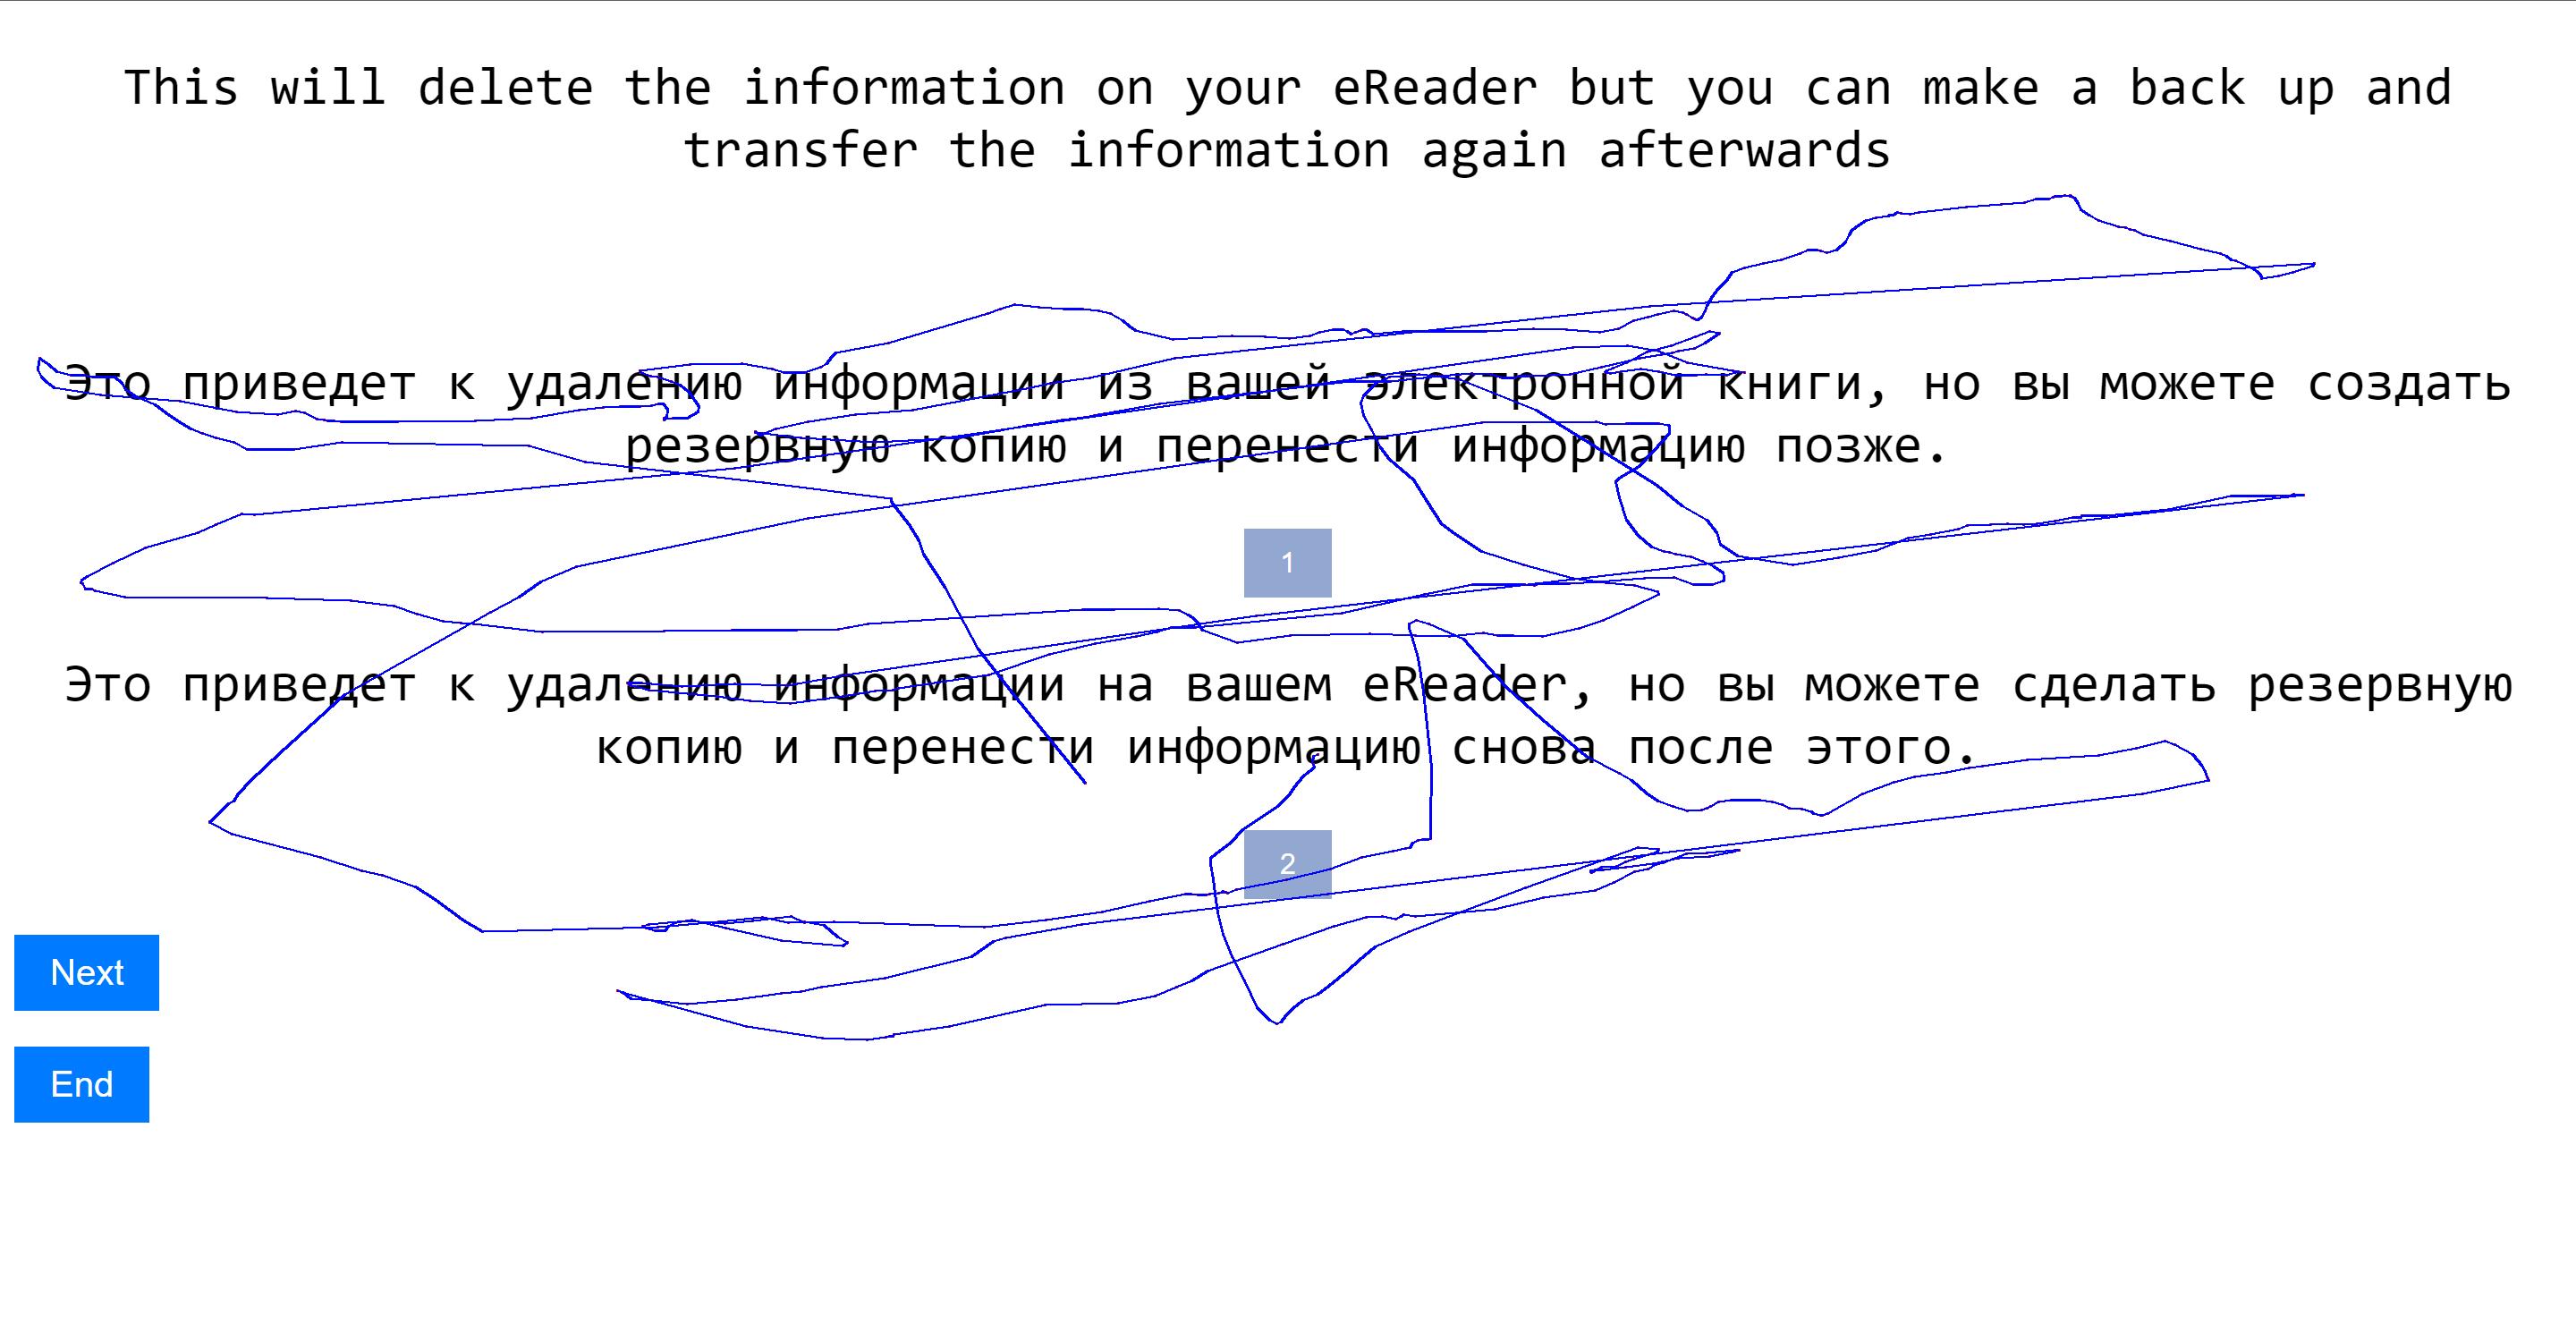 This will delete the information on your eReader but you can make a back up and
transfer the information again afterwards
Это приведет к удалению информации из вашей электронной книги, но вы можете создать
резервную копию и перенести информацию позже.
1
Это приведет к удалению информации на вашем eReader, но вы можете сделать резервную
копию и перенести информацию снова после этого.
2
Next
End